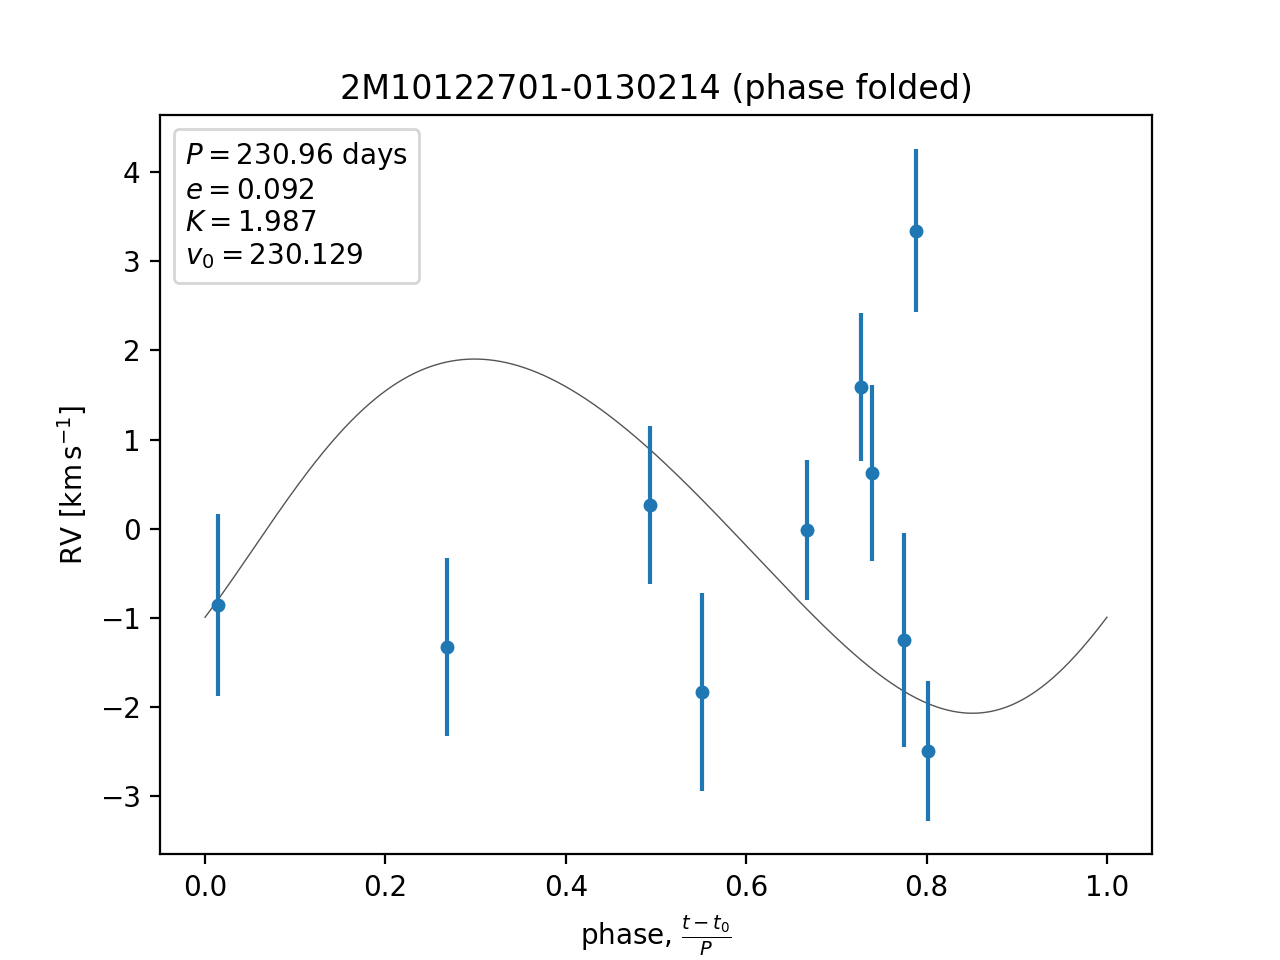 2M10122701-0130214 (phase folded)
P = 230.96 days
e = 0.092
K = 1.987
v₀ = 230.129
4
3
2
1
0
−1
−2
−3
RV [km s⁻¹]
0.0 0.2 0.4 0.6 0.8 1.0
phase, (t − t₀)/P